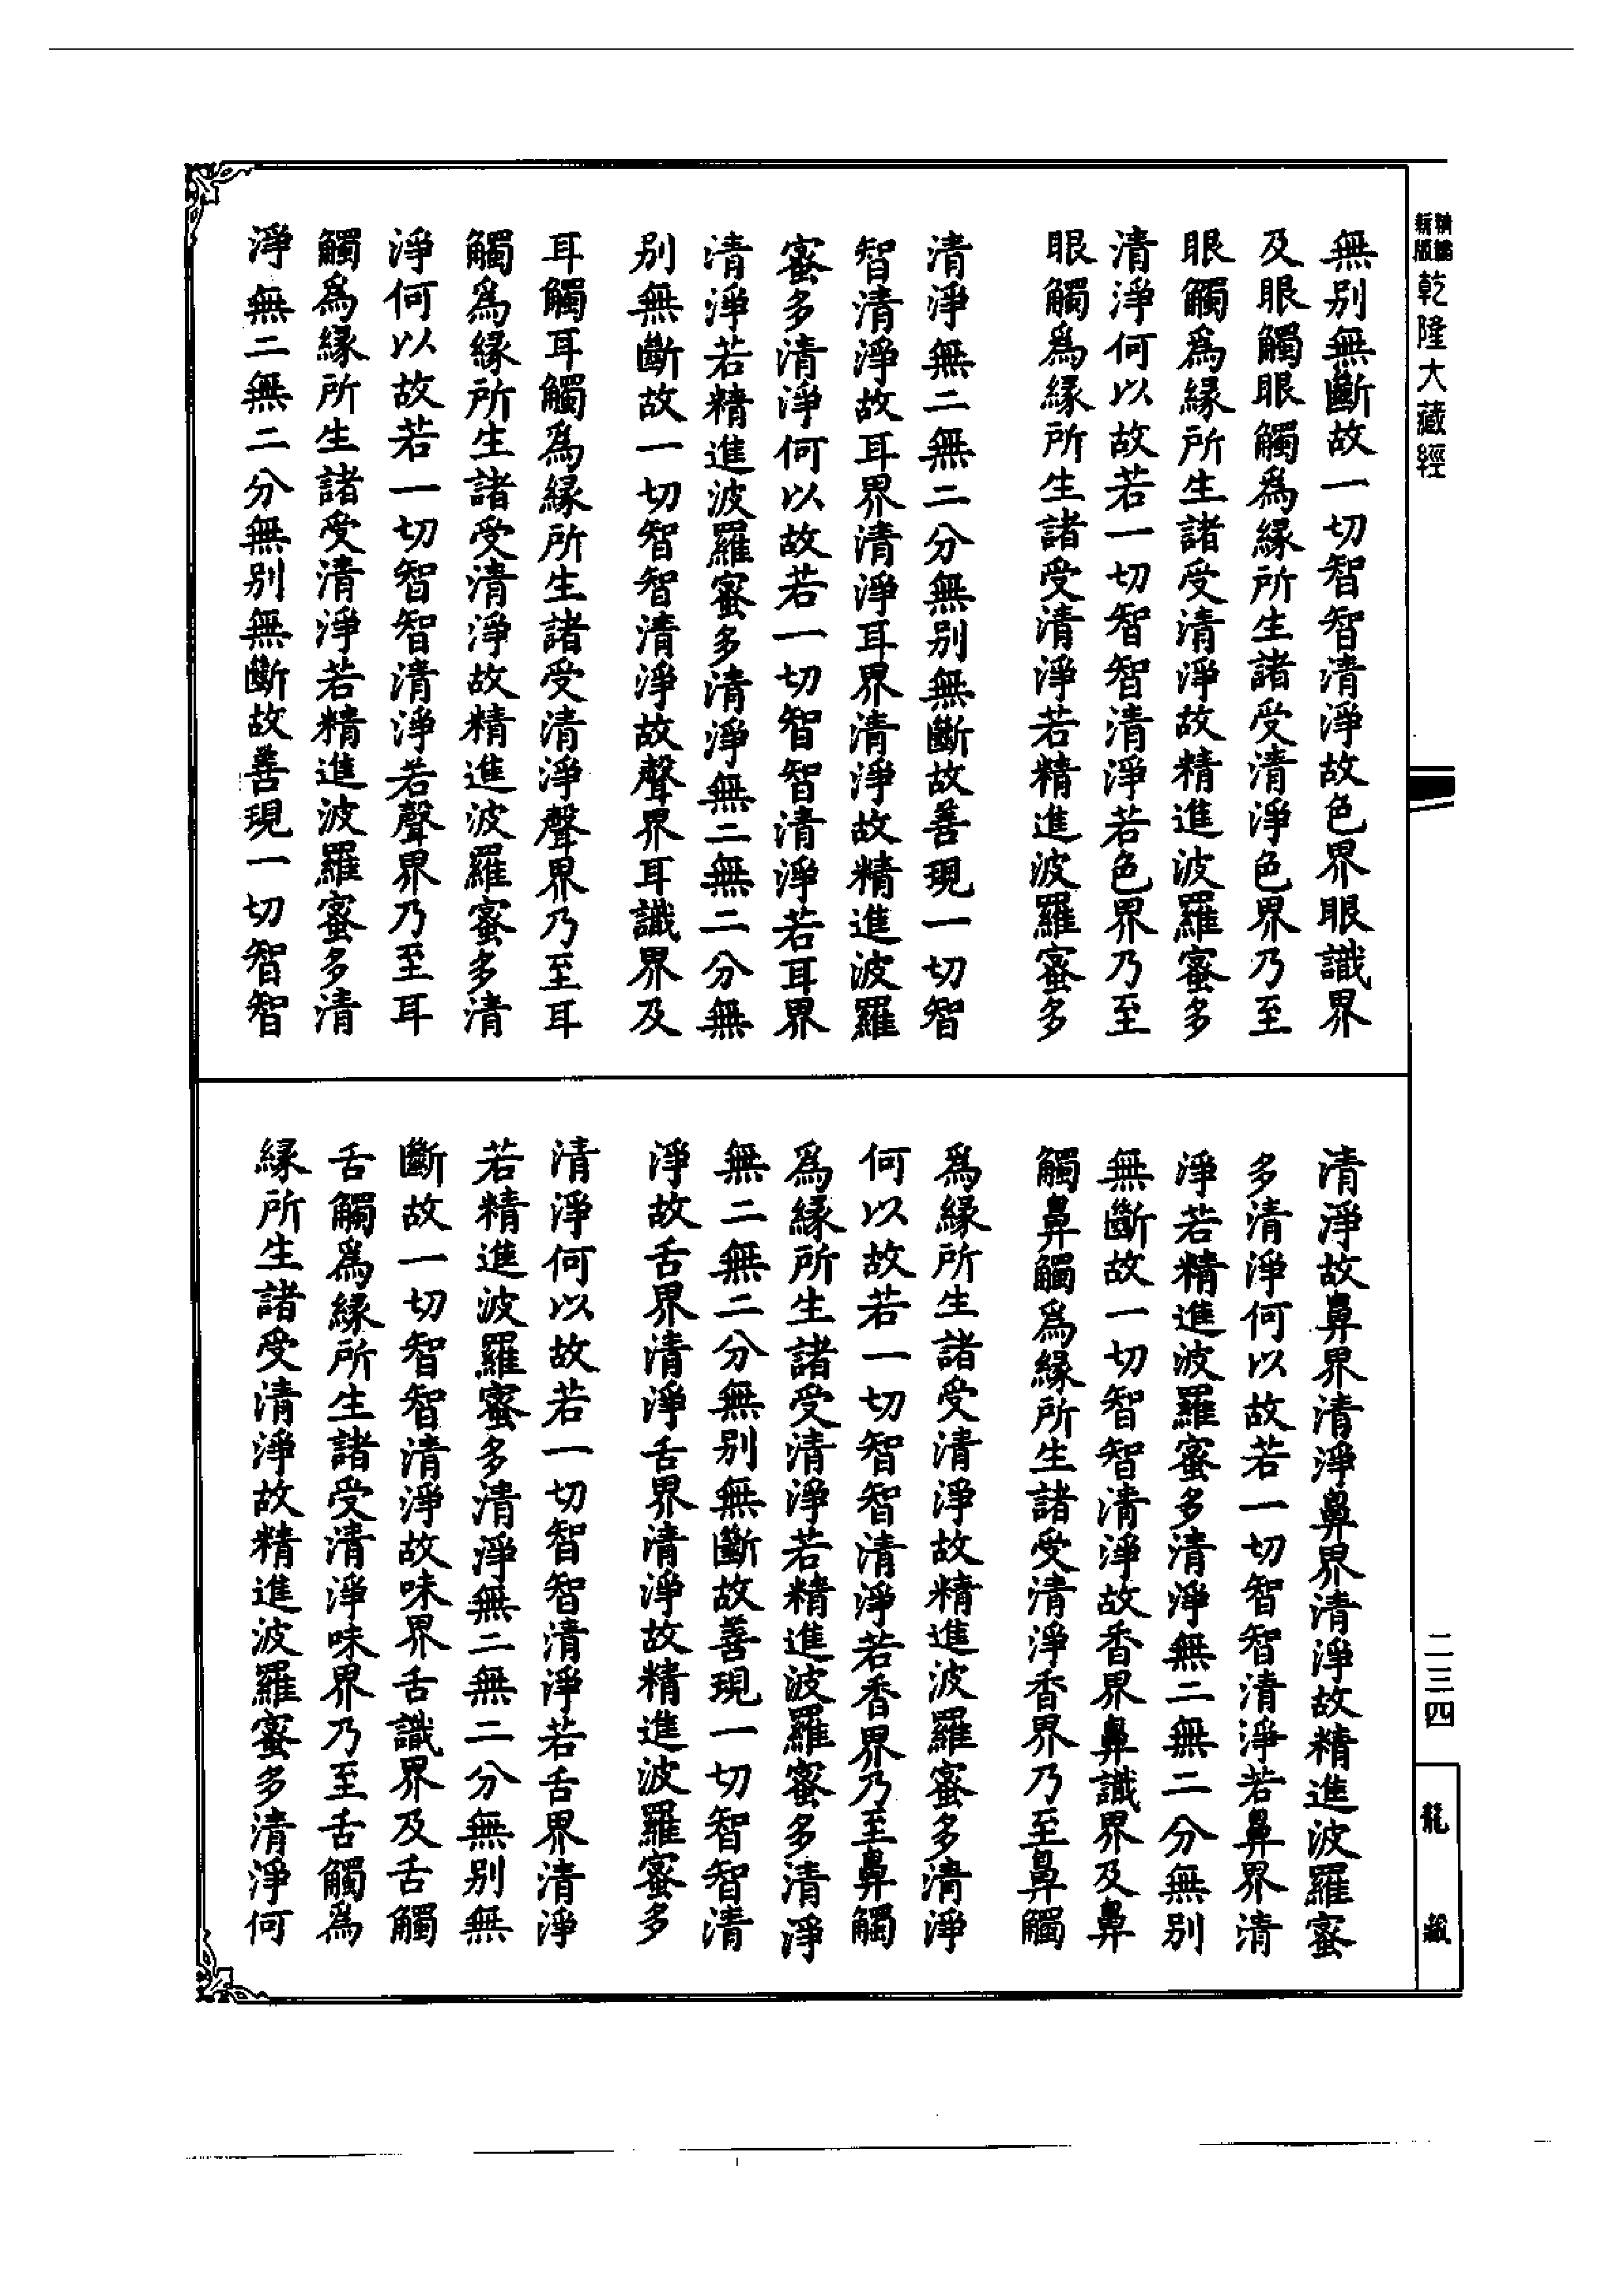 乾隆大藏經
無别無斷故一切智智清淨故色界眼識界
及眼觸眼觸爲緣所生諸受清淨色界乃至
眼觸爲緣所生諸受清淨故精進波羅蜜多
清淨何以故若一切智智清淨若色界乃至
眼觸爲緣所生諸受清淨若精進波羅蜜多
清淨無二無二分無别無斷故善現一切智
智清淨故耳界清淨耳界清淨故精進波羅
蜜多清淨何以故若一切智智清淨若耳界
清淨若精進波羅蜜多清淨無二無二分無
别無斷故一切智智清淨故聲界耳識界及
耳觸耳觸爲緣所生諸受清淨聲界乃至耳
觸爲緣所生諸受清淨故精進波羅蜜多清
淨何以故若一切智智清淨若聲界乃至耳
觸爲緣所生諸受清淨若精進波羅蜜多清
淨無二無二分無别無斷故善現一切智智
清淨故鼻界清淨鼻界清淨故精進波羅蜜
多清淨何以故若一切智智清淨若鼻界清
淨若精進波羅蜜多清淨無二無二分無别
無斷故一切智智清淨故香界鼻識界及鼻
觸鼻觸爲緣所生諸受清淨香界乃至鼻觸
爲緣所生諸受清淨故精進波羅蜜多清淨
何以故若一切智智清淨若香界乃至鼻觸
爲緣所生諸受清淨若精進波羅蜜多清淨
無二無二分無别無斷故善現一切智智清
淨故舌界清淨舌界清淨故精進波羅蜜多
清淨何以故若一切智智清淨若舌界清淨
若精進波羅蜜多清淨無二無二分無别無
斷故一切智智清淨故味界舌識界及舌觸
舌觸爲緣所生諸受清淨味界乃至舌觸爲
緣所生諸受清淨故精進波羅蜜多清淨何
二三四
龍藏